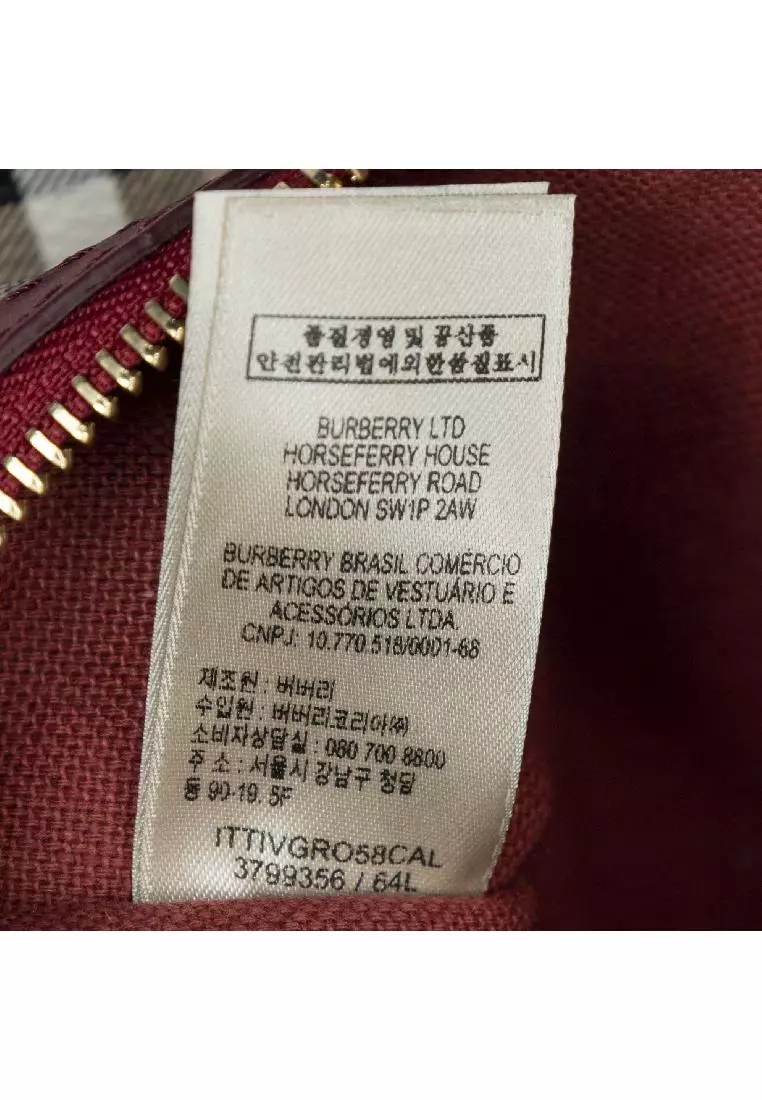 품질경영 및 공산품
안전관리법에의한품질표시
BURBERRY LTD
HORSEFERRY HOUSE
HORSEFERRY ROAD
LONDON SW1P 2AW
BURBERRY BRASIL COMÉRCIO
DE ARTIGOS DE VESTUÁRIO E
ACESSÓRIOS LTDA.
CNPJ: 10.770.518/0001-68
제조원 : 버버리
수입원 : 버버리코리아㈜
소비자상담실 : 080 700 8800
주 소 : 서울시 강남구 청담
동 90-19. 5F
ITTIVGRO58CAL
3799356 / 64L